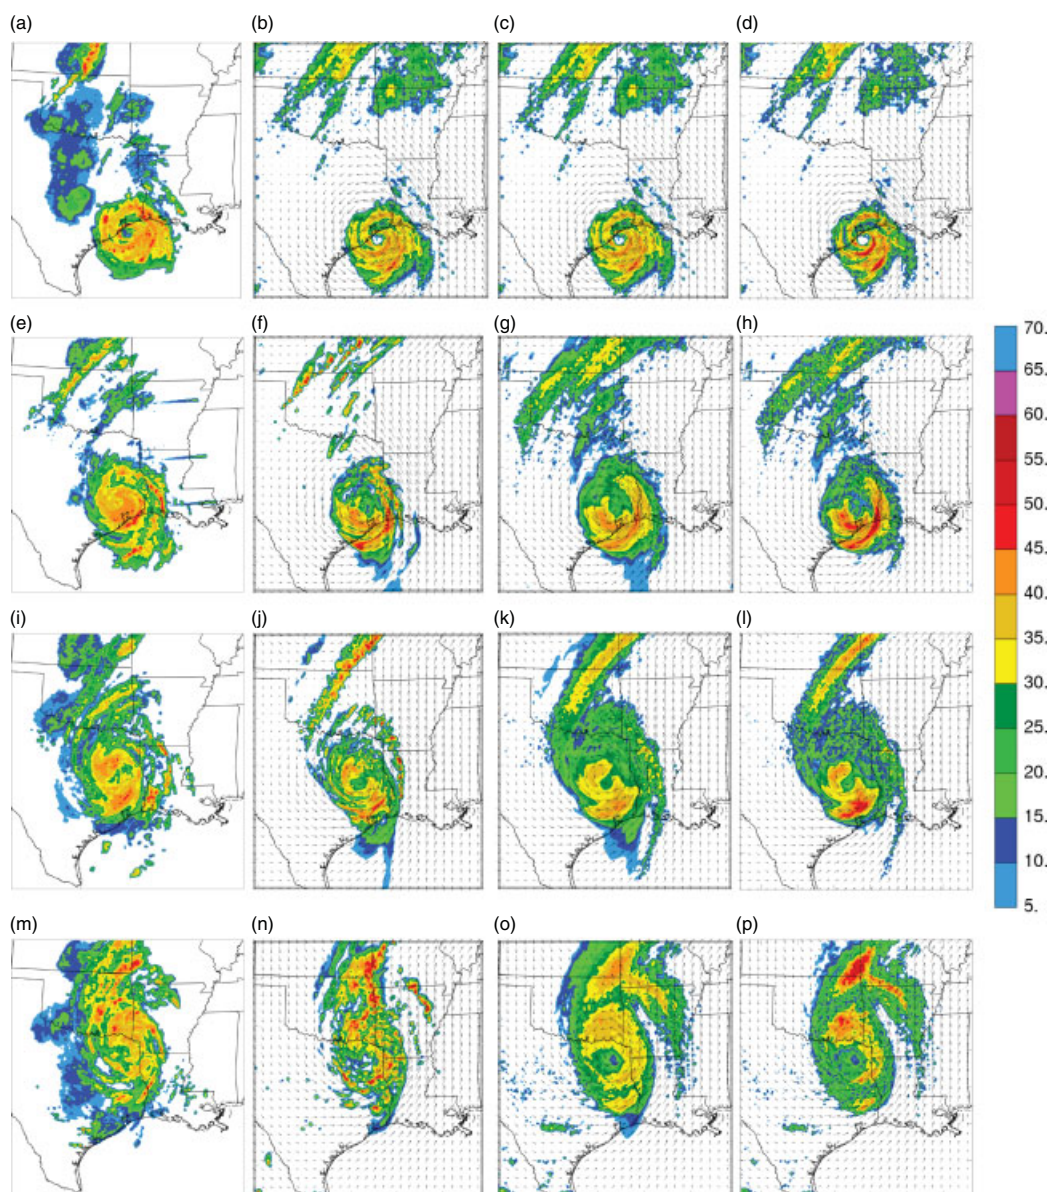 (a)
(b)
(c)
(d)
(e)
(f)
(g)
(h)
70.
65.
60.
55.
50.
45.
40.
35.
30.
25.
20.
15.
10.
5.
(i)
(j)
(k)
(l)
(m)
(n)
(o)
(p)